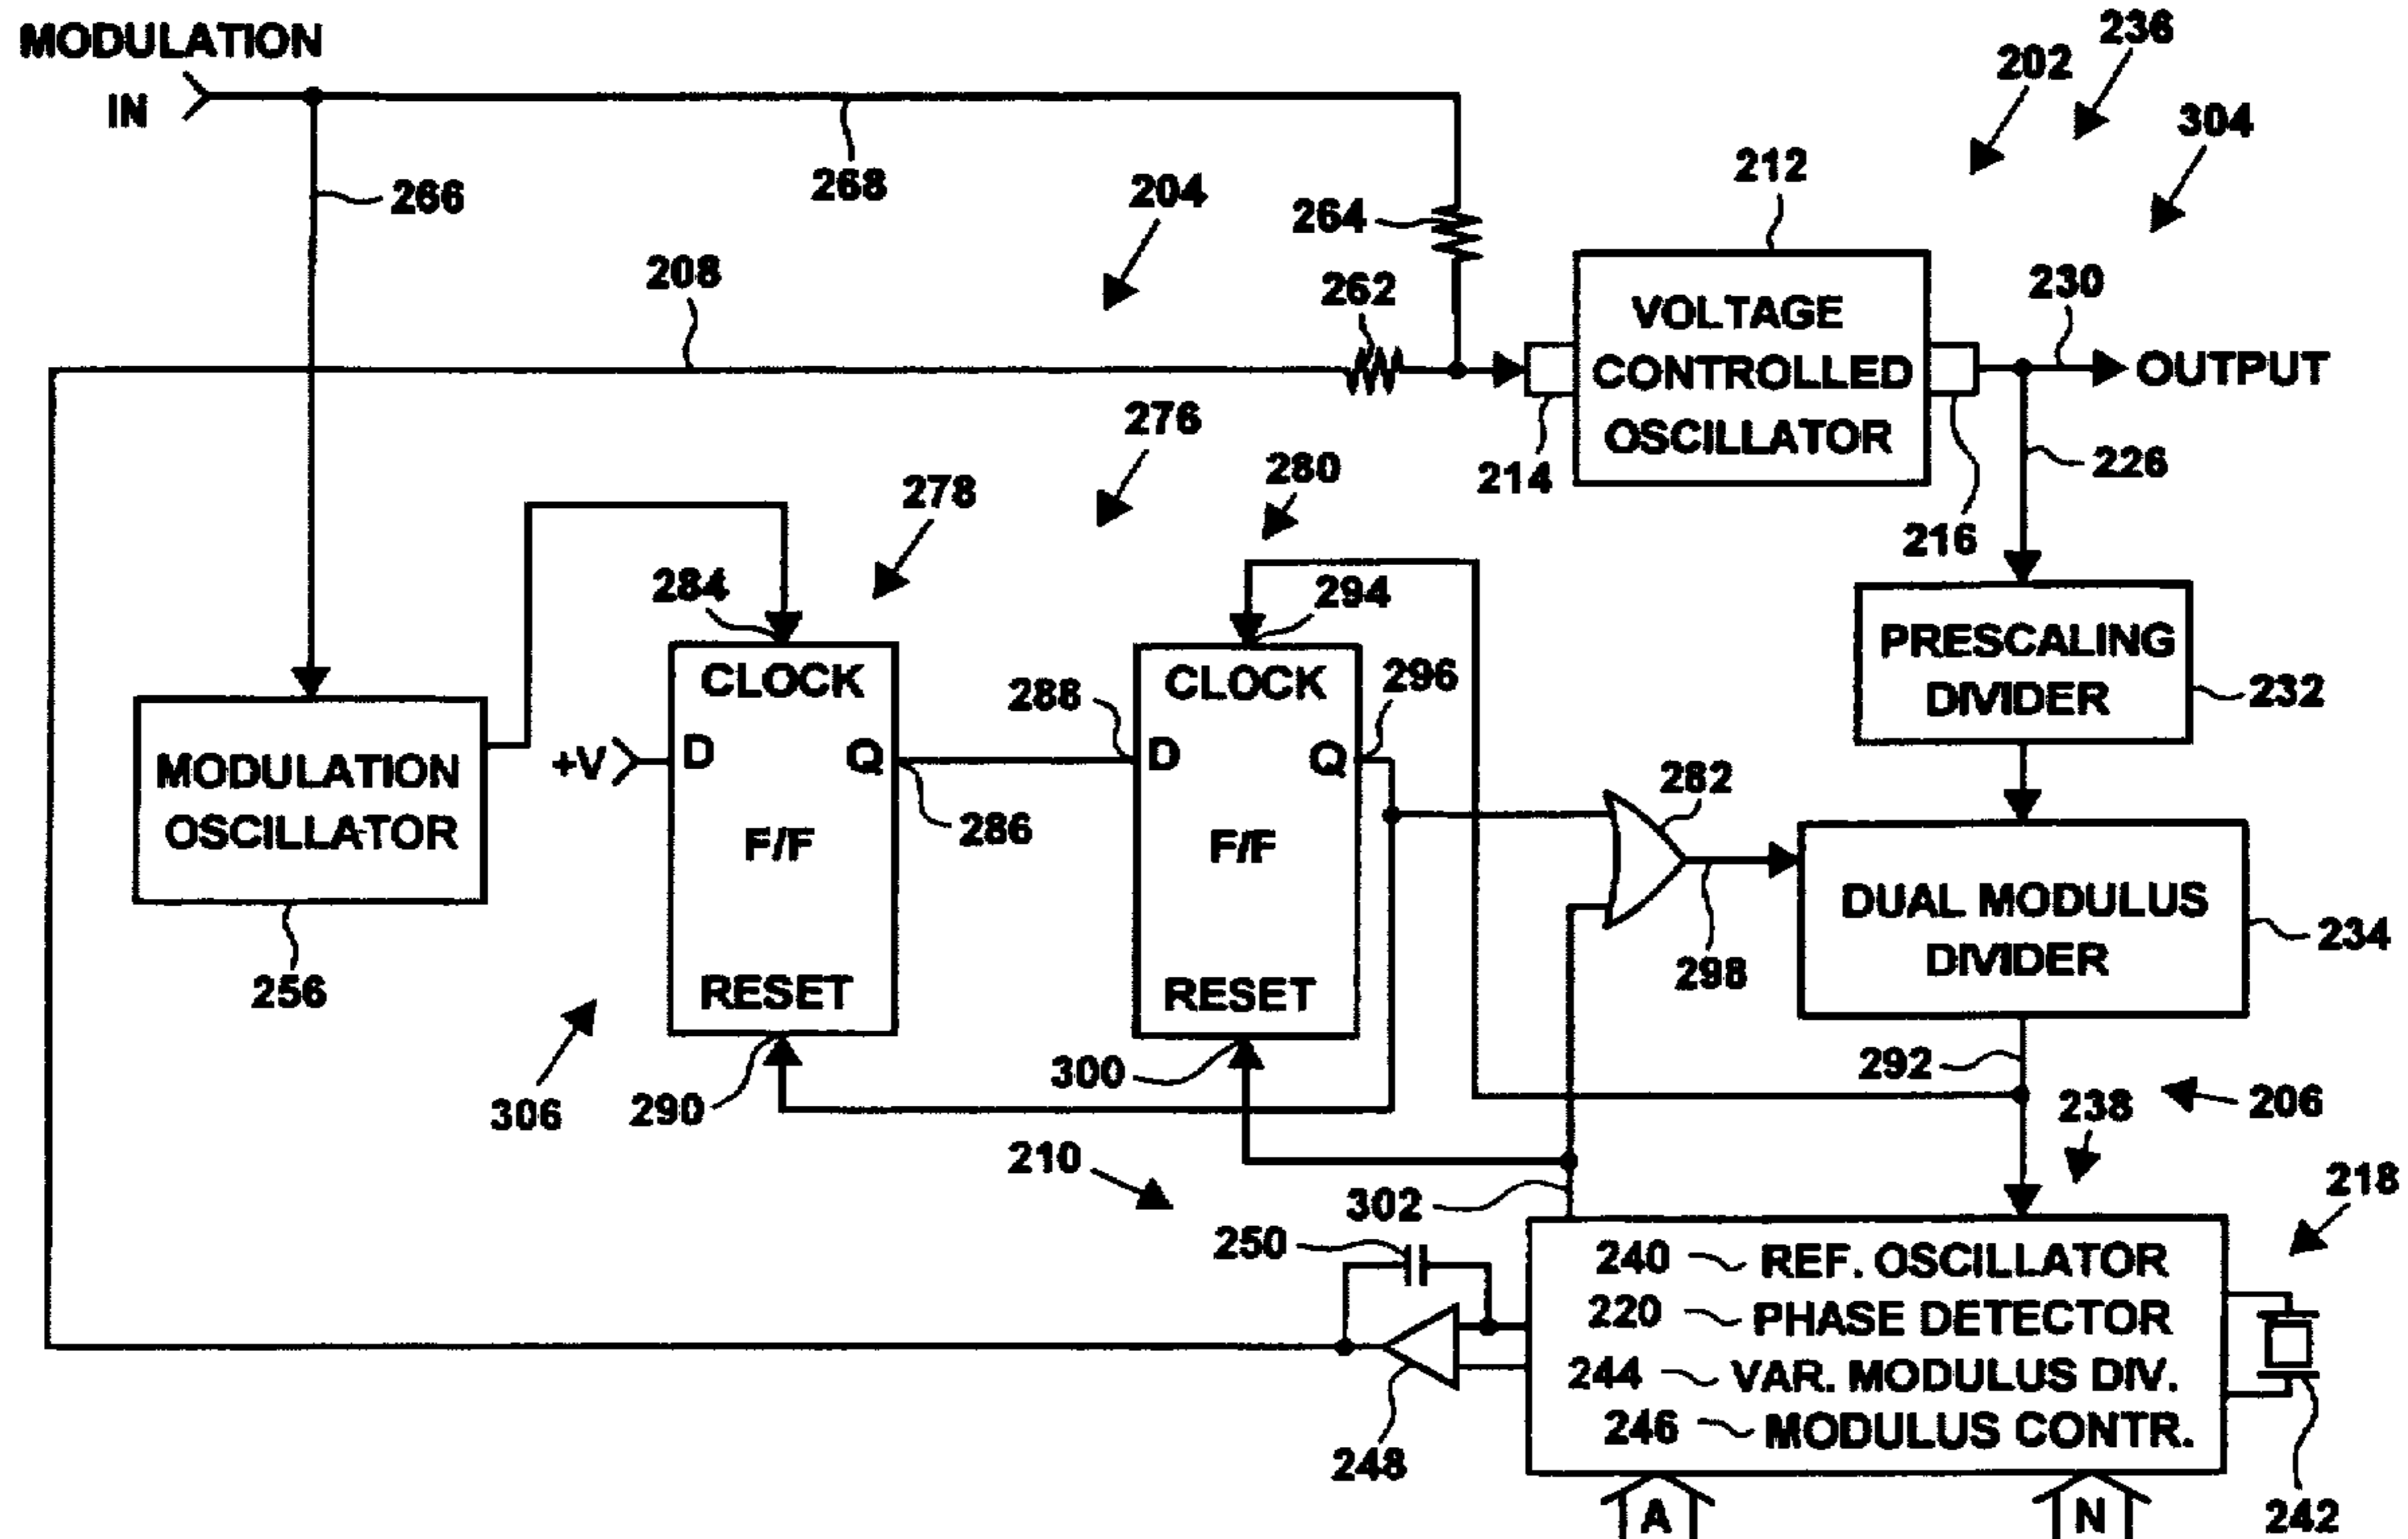 MODULATION
IN
236
202
304
268
266
204
264
212
208
262
VOLTAGE
CONTROLLED
OSCILLATOR
230
OUTPUT
214
216
226
276
280
278
284
294
CLOCK
D Q
F/F
RESET
+V
286
288
CLOCK
D Q
F/F
RESET
296
PRESCALING
DIVIDER
232
MODULATION
OSCILLATOR
256
282
298
DUAL MODULUS
DIVIDER
234
306
290
300
292
238
206
210
302
218
250
240 REF. OSCILLATOR
220 PHASE DETECTOR
244 VAR. MODULUS DIV.
246 MODULUS CONTR.
248
242
A
N